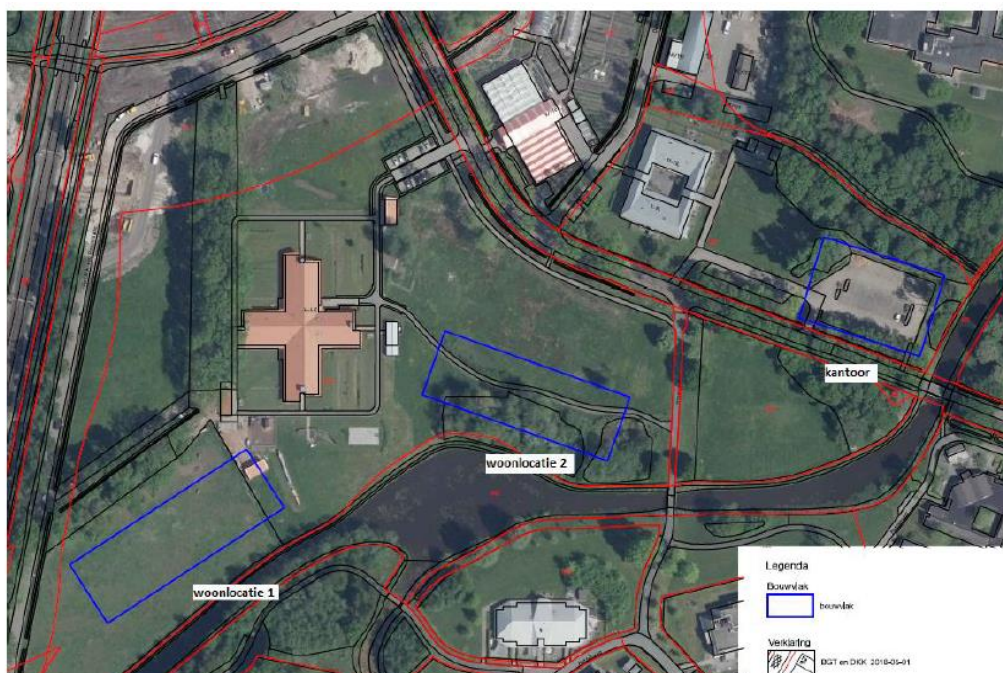 kantoor
woonlocatie 2
woonlocatie 1
Legenda
Bouwvlak
bouwvlak
Verklaring
BGT en DKK 2018-05-01